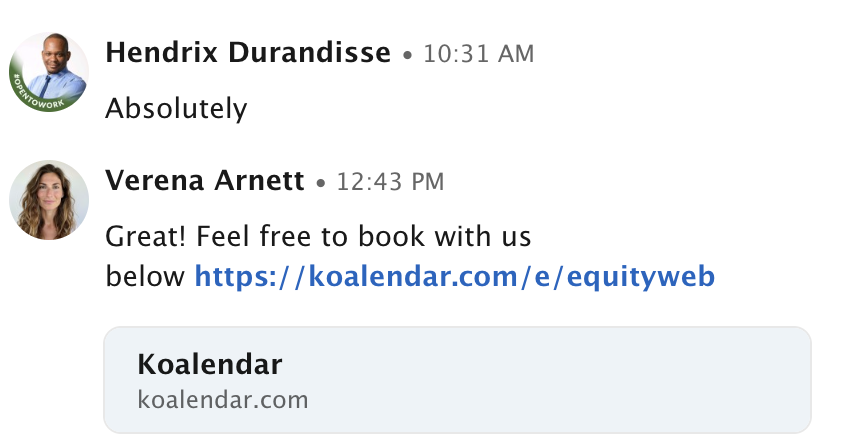 Hendrix Durandisse • 10:31 AM
#OPENTOWORK
Absolutely
Verena Arnett • 12:43 PM
Great! Feel free to book with us
below https://koalendar.com/e/equityweb
Koalendar
koalendar.com